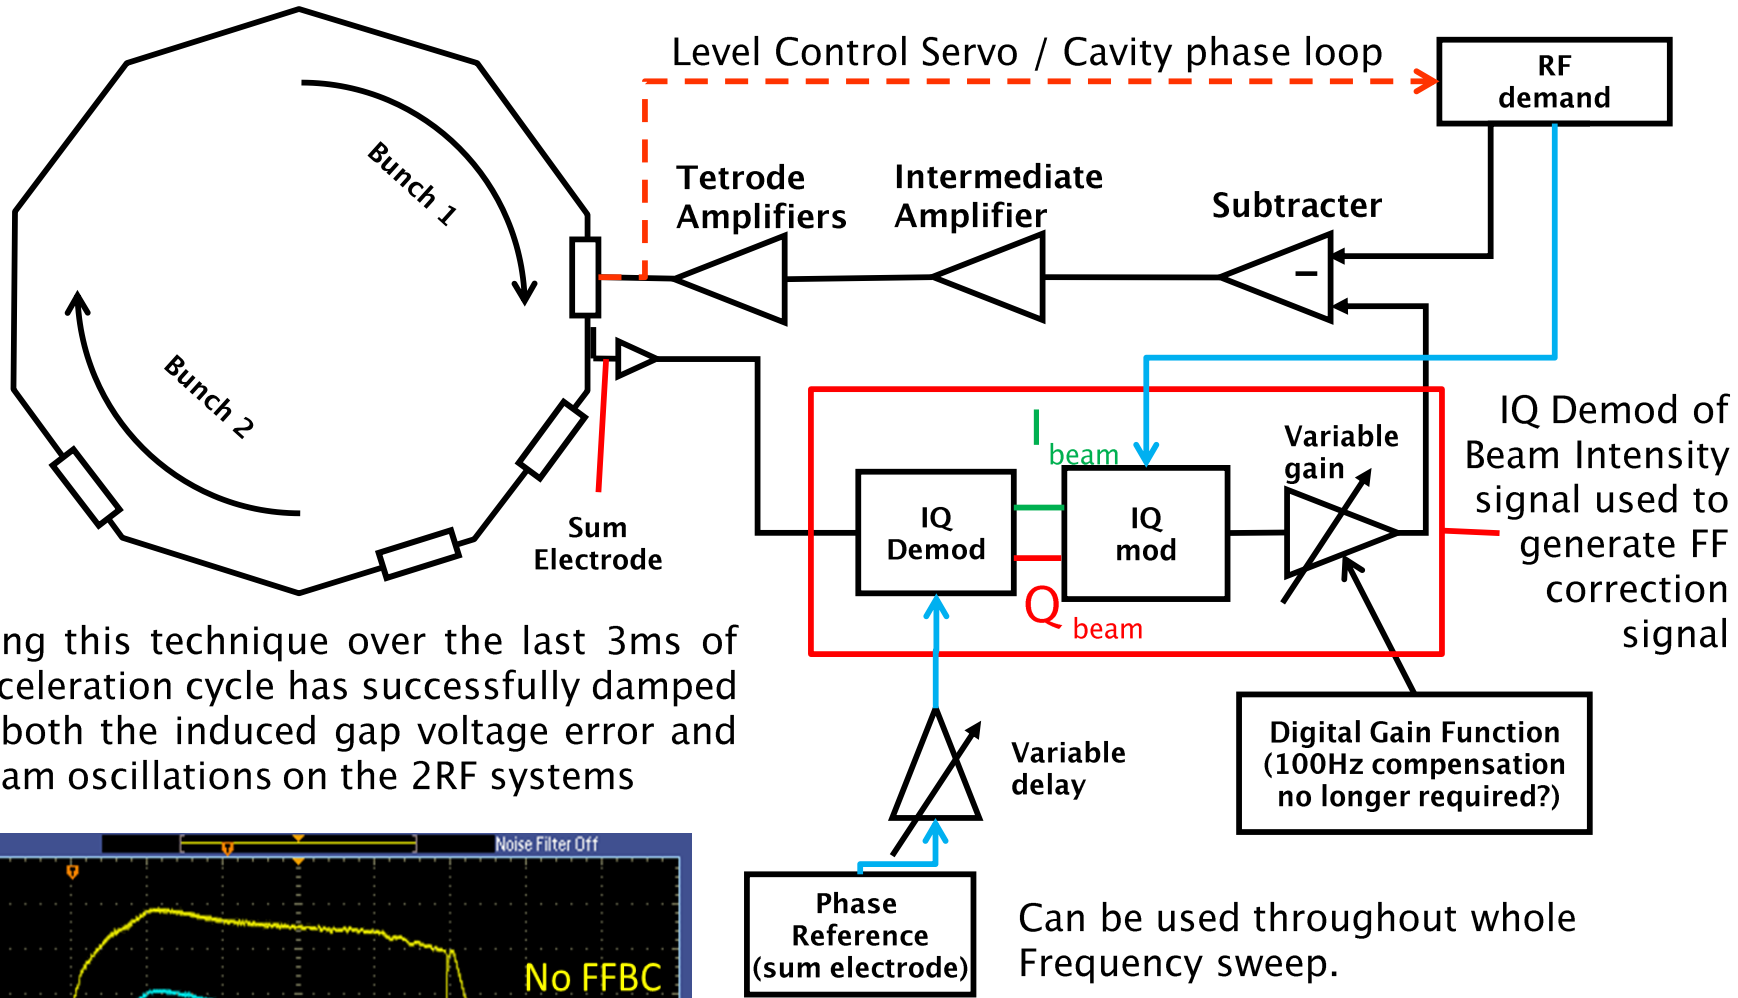 Level Control Servo / Cavity phase loop
RF
demand
Bunch 1
Tetrode
Amplifiers
Intermediate
Amplifier
Subtracter
–
Bunch 2
Sum
Electrode
I beam
Q beam
IQ
Demod
IQ
mod
Variable
gain
IQ Demod of
Beam Intensity
signal used to
generate FF
correction
signal
ng this technique over the last 3ms of
celeration cycle has successfully damped
both the induced gap voltage error and
am oscillations on the 2RF systems
Variable
delay
Digital Gain Function
(100Hz compensation
no longer required?)
Phase
Reference
(sum electrode)
Can be used throughout whole
Frequency sweep.
Noise Filter Off
T
T
No FFBC